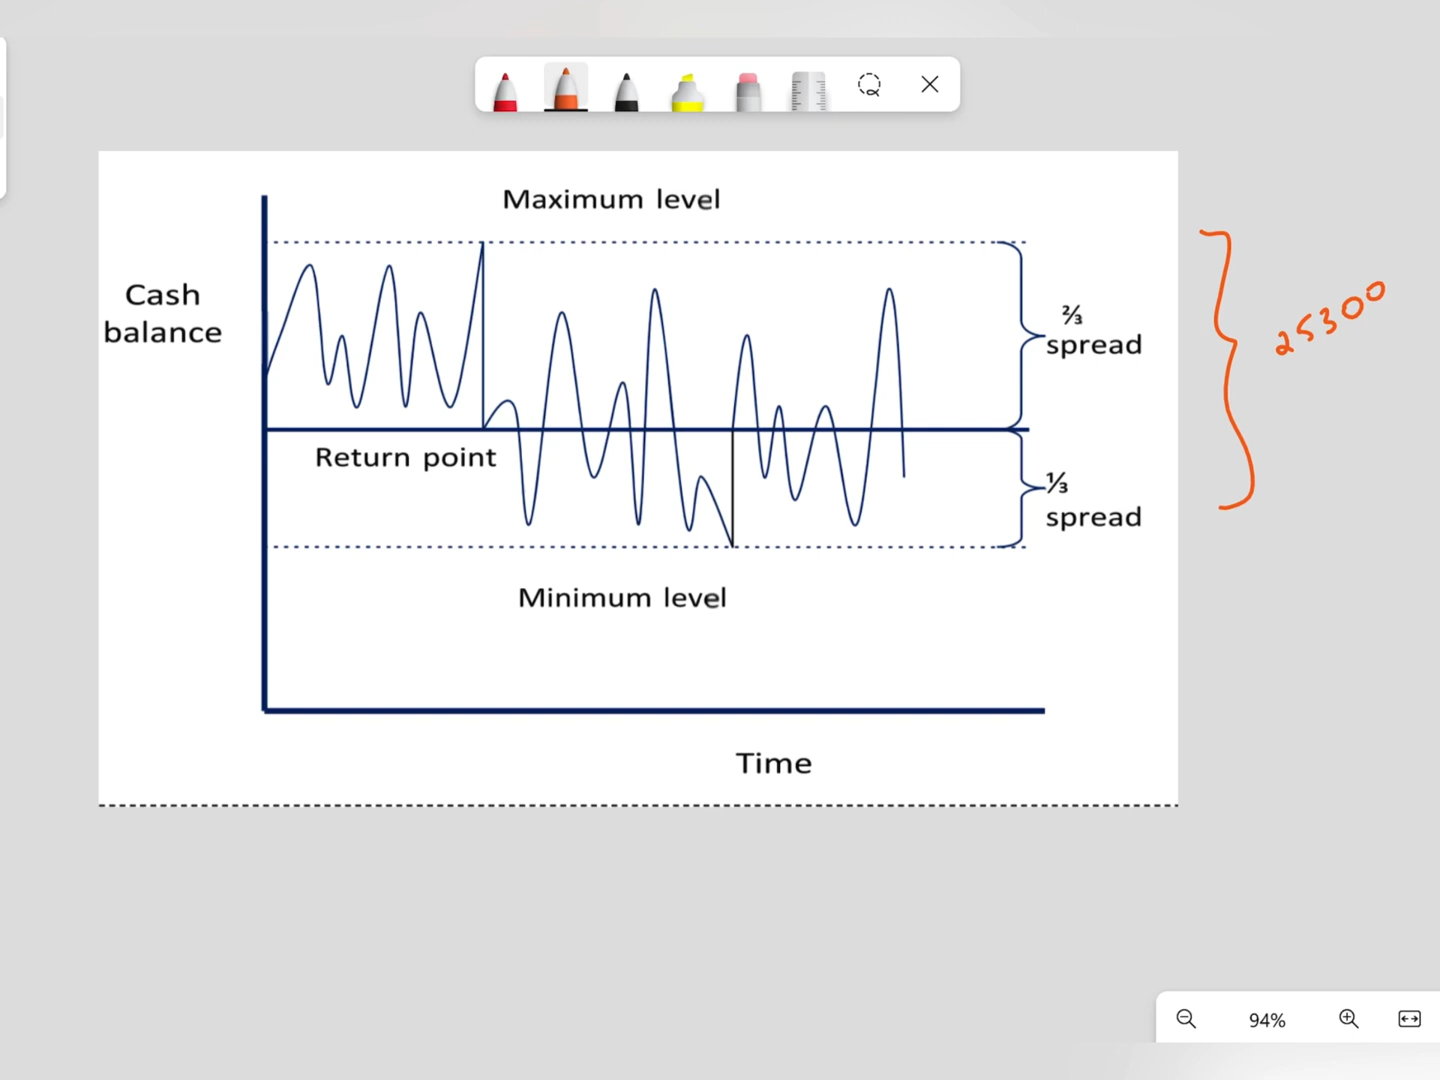 Maximum level
Cash
balance
⅔
spread
25300
Return point
⅓
spread
Minimum level
Time
94%